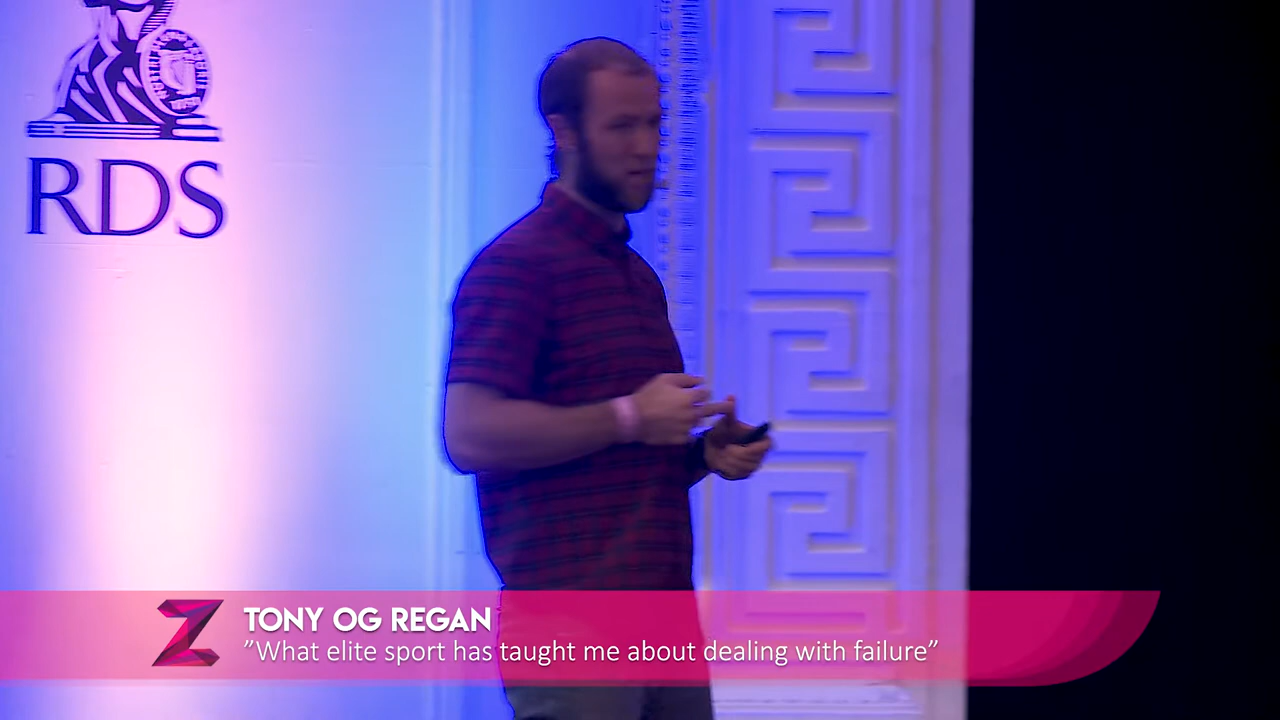 RDS
TONY OG REGAN
”What elite sport has taught me about dealing with failure”